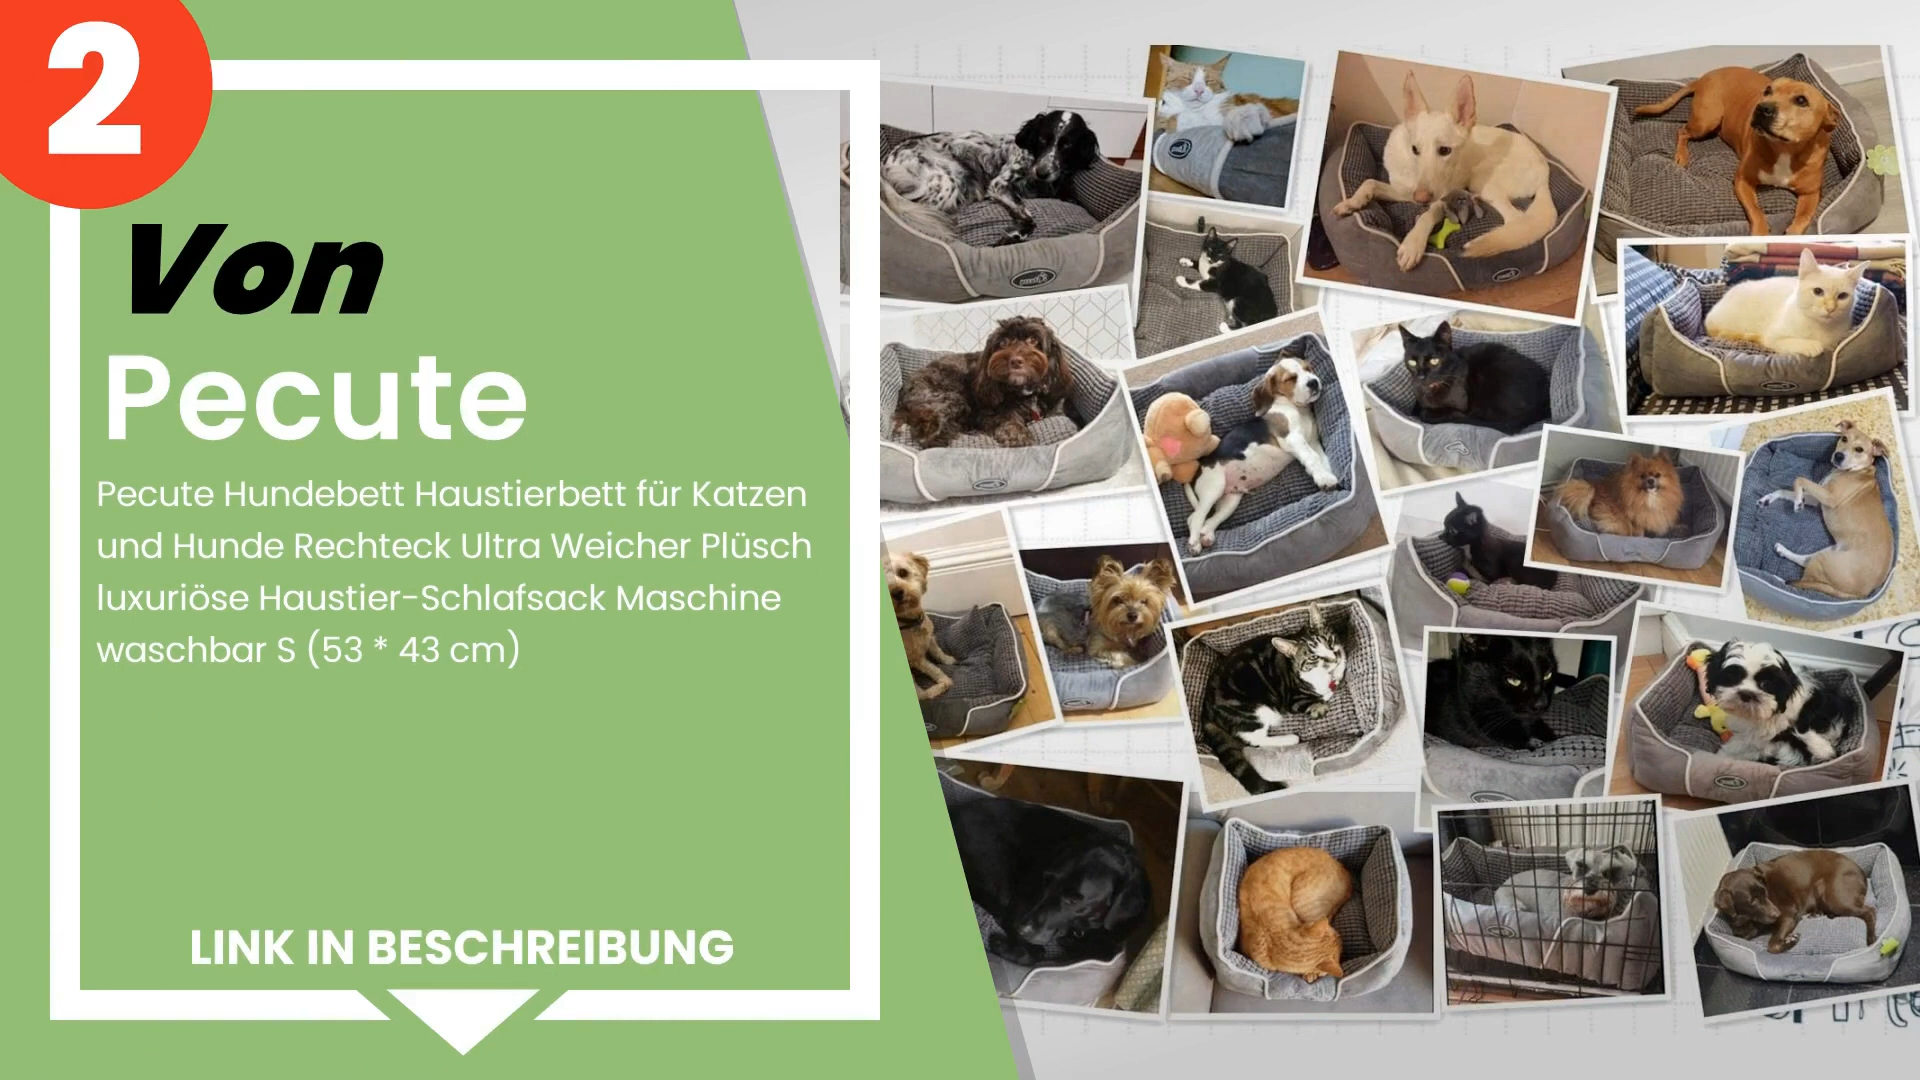 2
Von
Pecute
Pecute Hundebett Haustierbett für Katzen
und Hunde Rechteck Ultra Weicher Plüsch
luxuriöse Haustier-Schlafsack Maschine
waschbar S (53 * 43 cm)
LINK IN BESCHREIBUNG